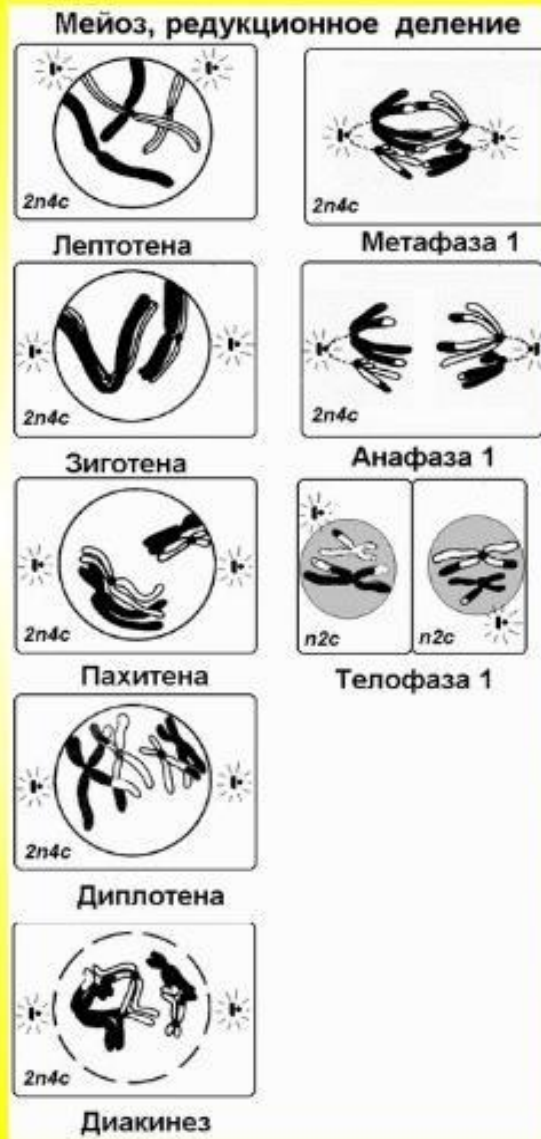 Мейоз, редукционное деление
2n4c
Лептотена
2n4c
Зиготена
2n4c
Пахитена
2n4c
Диплотена
2n4c
Диакинез
2n4c
Метафаза 1
2n4c
Анафаза 1
n2c
n2c
Телофаза 1